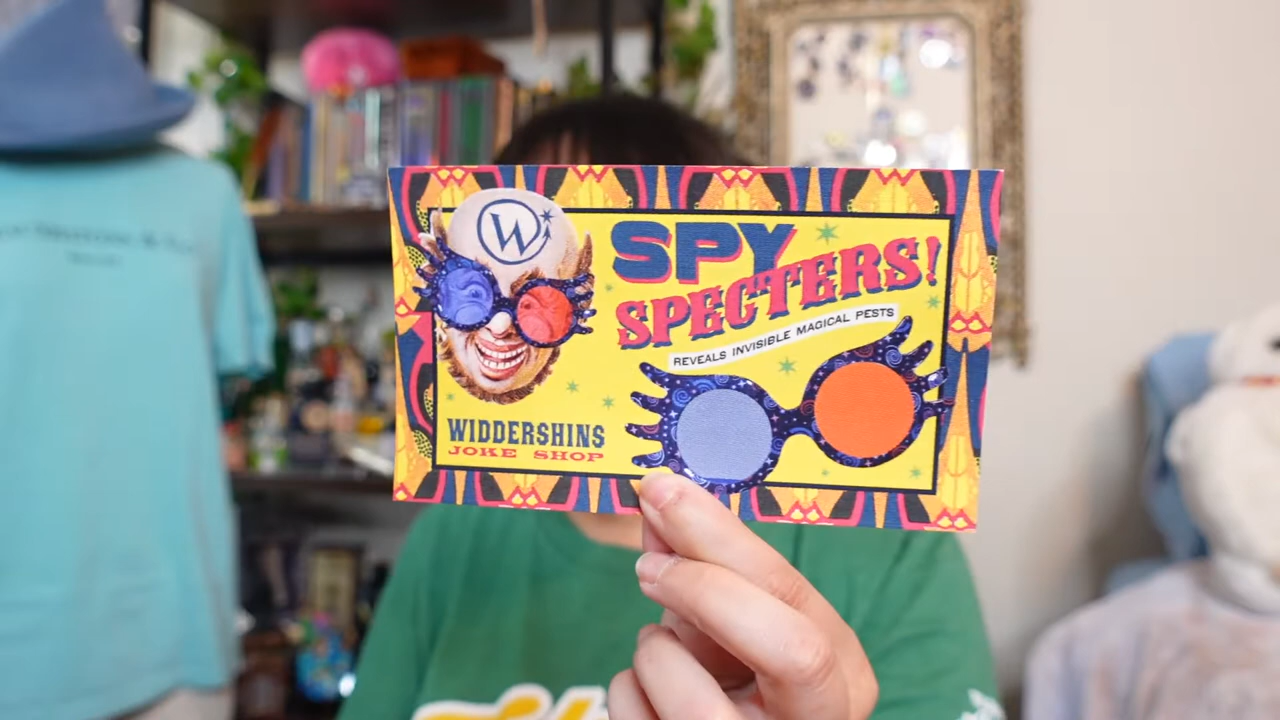 W
SPY
SPECTERS!
REVEALS INVISIBLE MAGICAL PESTS
WIDDERSHINS
JOKE SHOP